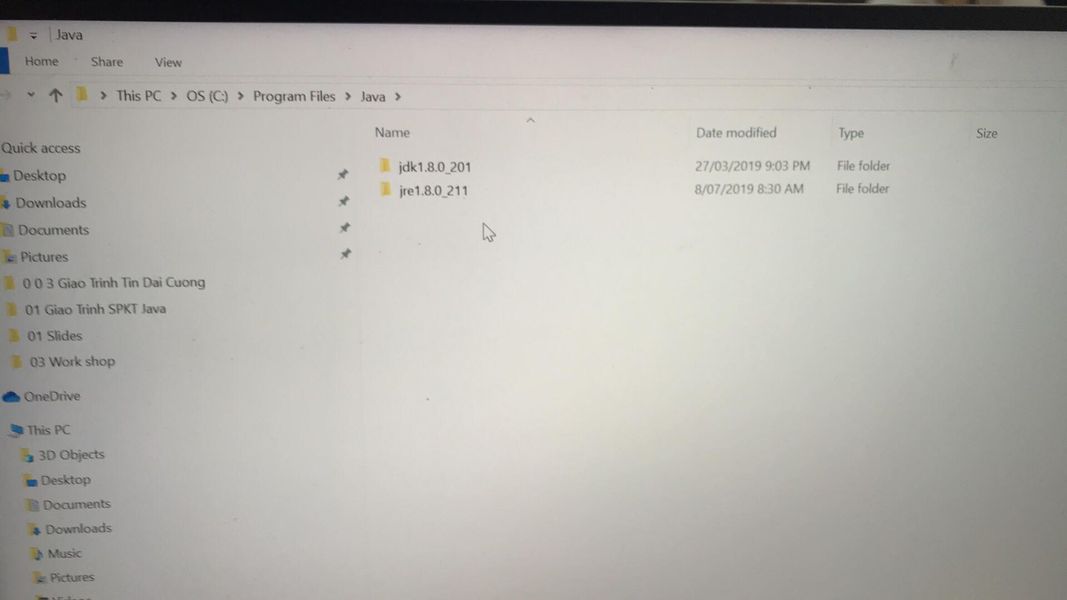 Java
Home Share View
This PC > OS (C:) > Program Files > Java >
Name Date modified Type Size
jdk1.8.0_201 27/03/2019 9:03 PM File folder
jre1.8.0_211 8/07/2019 8:30 AM File folder
Quick access
Desktop
Downloads
Documents
Pictures
0 0 3 Giao Trinh Tin Dai Cuong
01 Giao Trinh SPKT Java
01 Slides
03 Work shop
OneDrive
This PC
3D Objects
Desktop
Documents
Downloads
Music
Pictures